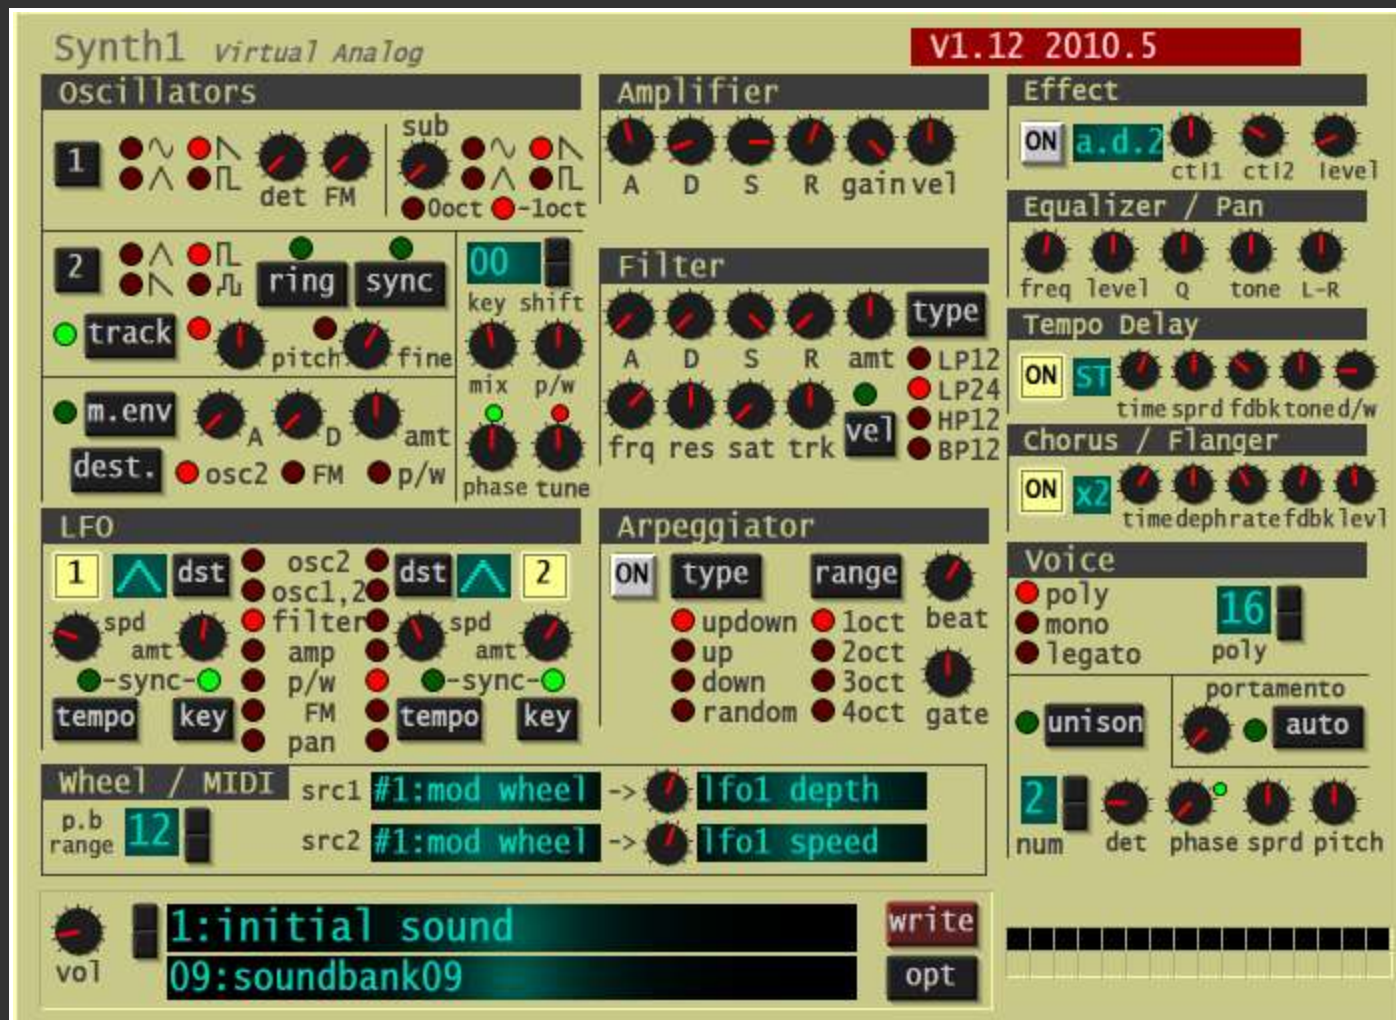 Synth1 Virtual Analog
V1.12 2010.5
Oscillators
1
det FM
sub
0oct -1oct
2
ring sync
track
pitch fine
00
key shift
mix p/w
phase tune
m.env
A D amt
dest.
osc2 FM p/w
Amplifier
A D S R gain vel
Filter
A D S R amt
type
LP12
LP24
HP12
BP12
frq res sat trk
vel
Effect
ON a.d.2
ctl1 ctl2 level
Equalizer / Pan
freq level Q tone L-R
Tempo Delay
ON ST
time sprd fdbk tone d/w
Chorus / Flanger
ON x2
time deph rate fdbk levl
LFO
1 dst
spd
amt
-sync-
tempo key
osc2
osc1,2
filter
amp
p/w
FM
pan
dst 2
spd
amt
-sync-
tempo key
Arpeggiator
ON type range
beat
updown 1oct
up 2oct
down 3oct
random 4oct
gate
Voice
poly
mono
legato
16
poly
portamento
unison
auto
2
num det phase sprd pitch
Wheel / MIDI
p.b
range 12
src1 #1:mod wheel -> lfo1 depth
src2 #1:mod wheel -> lfo1 speed
vol
1:initial sound
09:soundbank09
write
opt